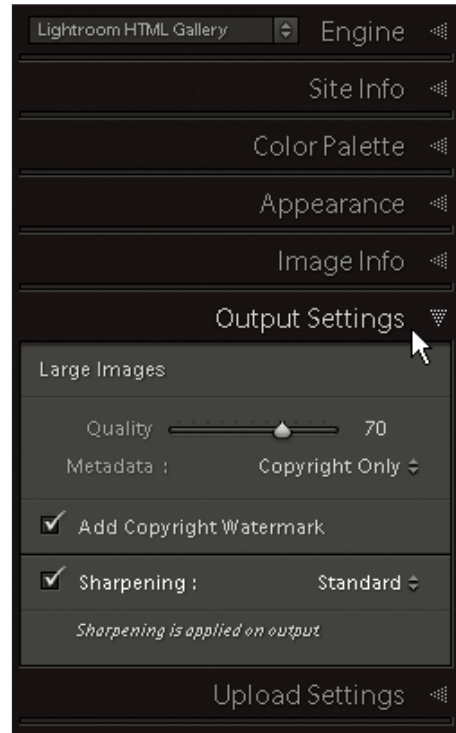 Lightroom HTML Gallery Engine
Site Info
Color Palette
Appearance
Image Info
Output Settings
Large Images
Quality 70
Metadata : Copyright Only
Add Copyright Watermark
Sharpening : Standard
Sharpening is applied on output
Upload Settings